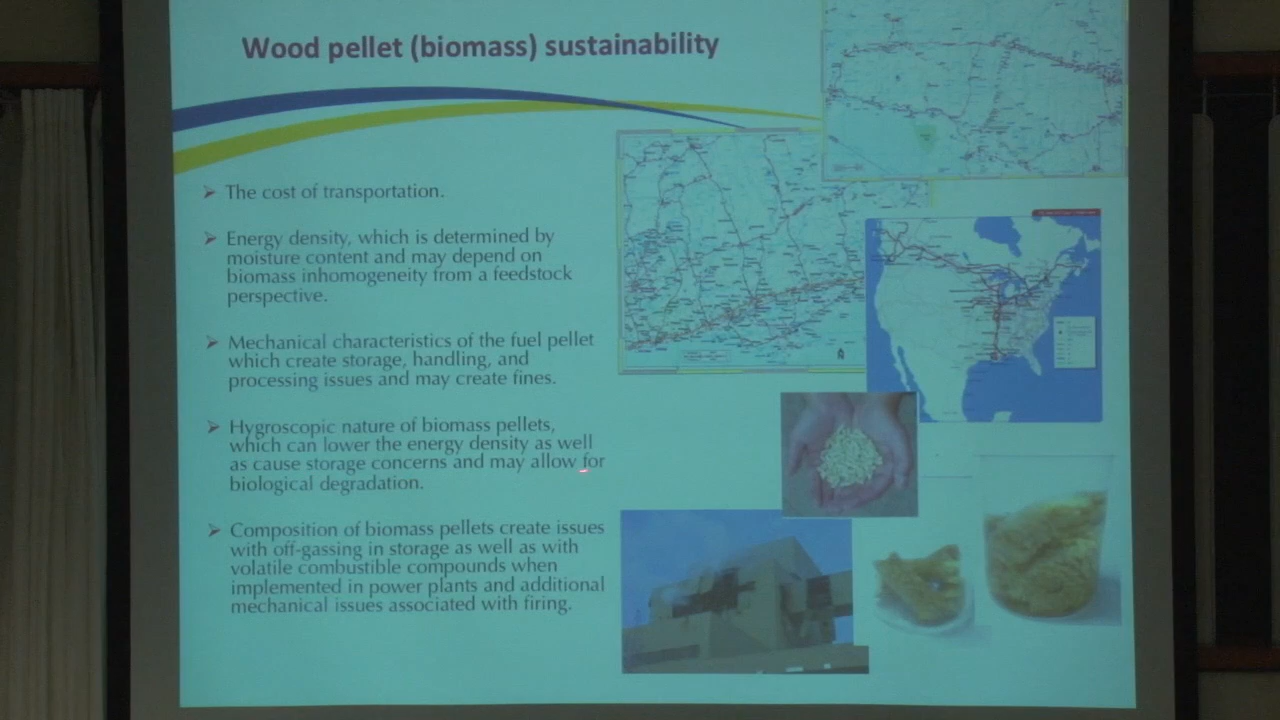 Wood pellet (biomass) sustainability
The cost of transportation.
Energy density, which is determined by
moisture content and may depend on
biomass inhomogeneity from a feedstock
perspective.
Mechanical characteristics of the fuel pellet
which create storage, handling, and
processing issues and may create fines.
Hygroscopic nature of biomass pellets,
which can lower the energy density as well
as cause storage concerns and may allow for
biological degradation.
Composition of biomass pellets create issues
with off-gassing in storage as well as with
volatile combustible compounds when
implemented in power plants and additional
mechanical issues associated with firing.